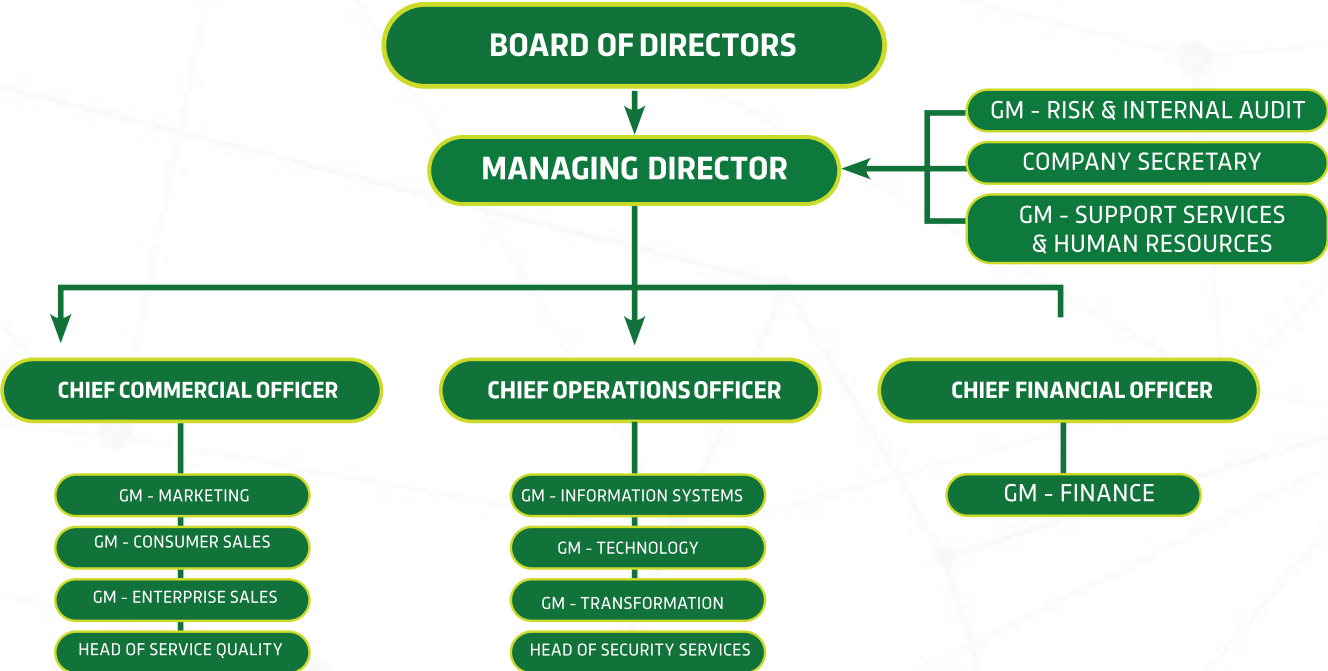 BOARD OF DIRECTORS
MANAGING DIRECTOR
GM - RISK & INTERNAL AUDIT
COMPANY SECRETARY
GM - SUPPORT SERVICES
& HUMAN RESOURCES
CHIEF COMMERCIAL OFFICER
GM - MARKETING
GM - CONSUMER SALES
GM - ENTERPRISE SALES
HEAD OF SERVICE QUALITY
CHIEF OPERATIONS OFFICER
GM - INFORMATION SYSTEMS
GM - TECHNOLOGY
GM - TRANSFORMATION
HEAD OF SECURITY SERVICES
CHIEF FINANCIAL OFFICER
GM - FINANCE